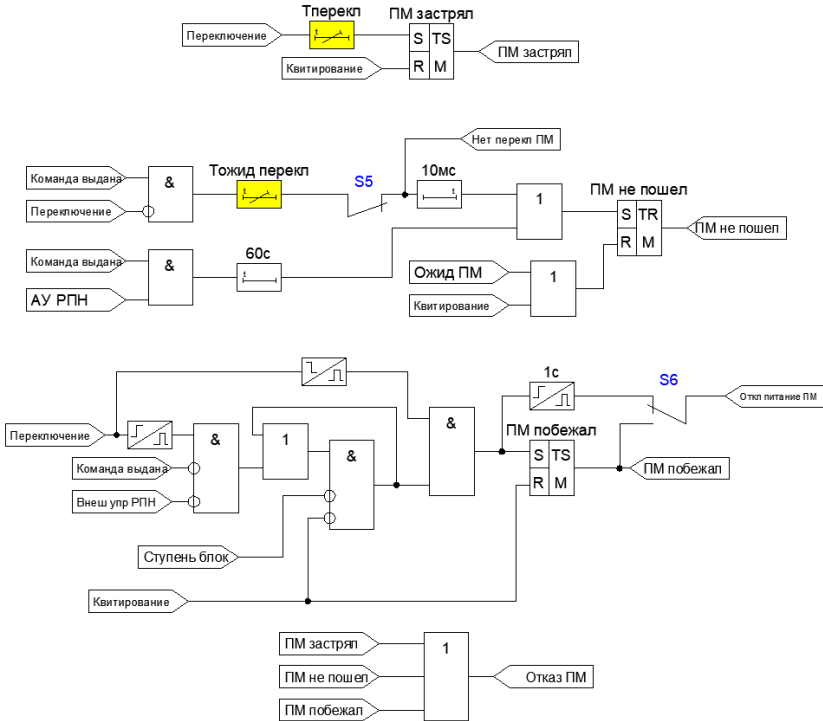 Тперекл
ПМ застрял
Переключение
t
S TS
ПМ застрял
Квитирование
R M
Нет перекл ПМ
Команда выдана
&
Тожид перекл
t
S5
10мс
t
1
ПМ не пошел
Переключение
S TR
ПМ не пошел
R M
Команда выдана
&
60с
t
Ожид ПМ
1
АУ РПН
Квитирование
1с
S6
Откл питание ПМ
Переключение
&
1
&
&
ПМ побежал
Команда выдана
S TS
ПМ побежал
R M
Внеш упр РПН
Ступень блок
Квитирование
ПМ застрял
1
ПМ не пошел
Отказ ПМ
ПМ побежал